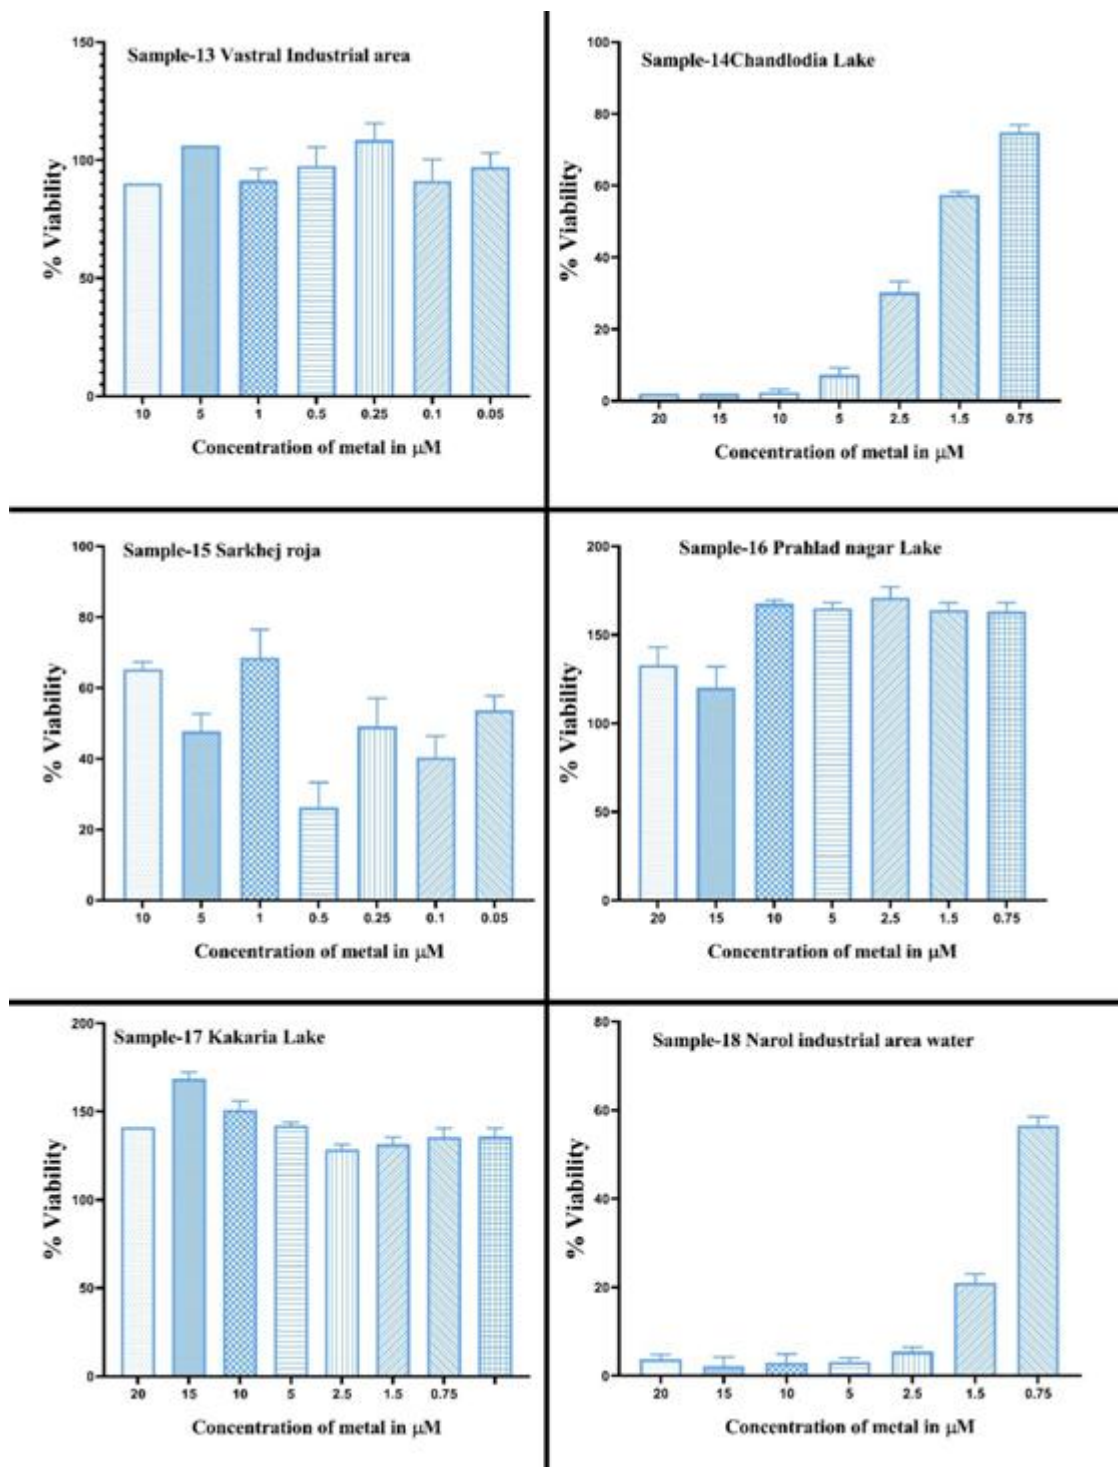 Sample-13 Vastral Industrial area
% Viability
150
100
50
0
10 5 1 0.5 0.25 0.1 0.05
Concentration of metal in μM
Sample-14Chandlodia Lake
% Viability
100
80
60
40
20
0
20 15 10 5 2.5 1.5 0.75
Concentration of metal in μM
Sample-15 Sarkhej roja
% Viability
100
80
60
40
20
0
10 5 1 0.5 0.25 0.1 0.05
Concentration of metal in μM
Sample-16 Prahlad nagar Lake
% Viability
200
150
100
50
0
20 15 10 5 2.5 1.5 0.75
Concentration of metal in μM
Sample-17 Kakaria Lake
% Viability
200
150
100
50
0
20 15 10 5 2.5 1.5 0.75
Concentration of metal in μM
Sample-18 Narol industrial area water
% Viability
80
60
40
20
0
20 15 10 5 2.5 1.5 0.75
Concentration of metal in μM